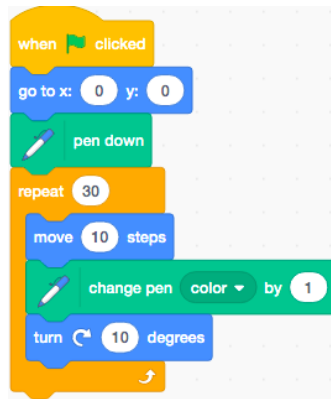 when clicked
go to x: 0 y: 0
pen down
repeat 30
move 10 steps
change pen color by 1
turn 10 degrees